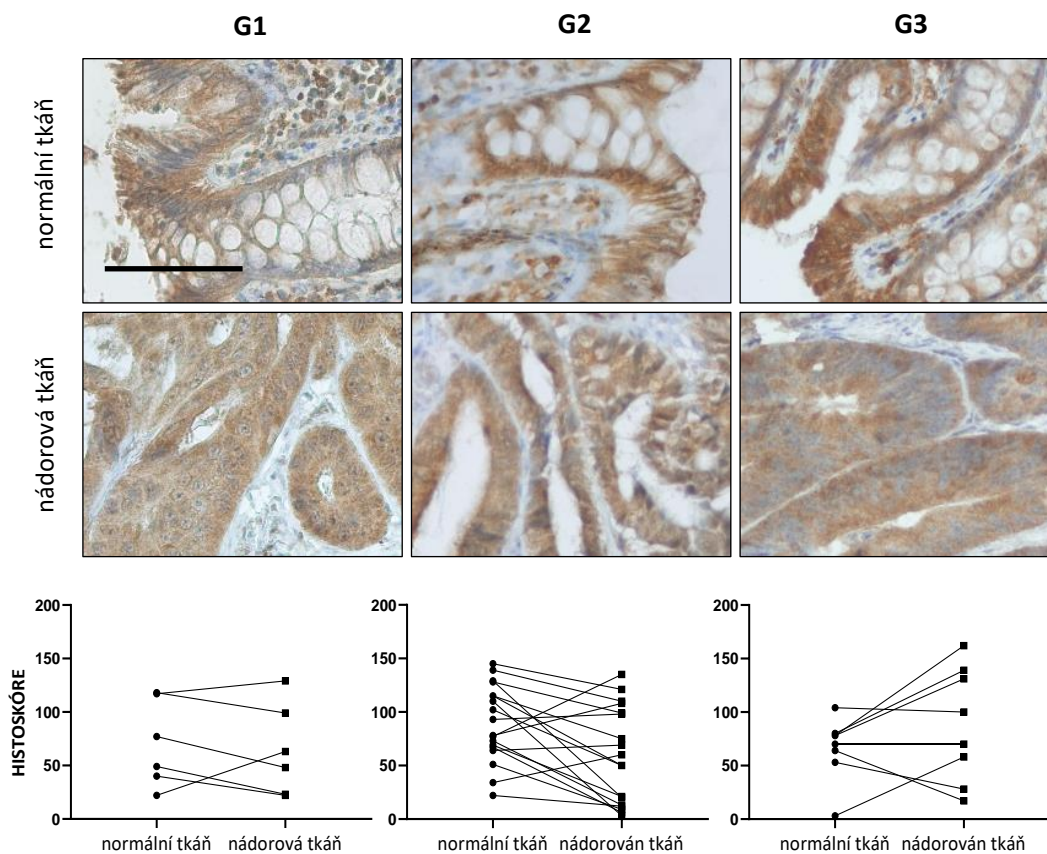 G1 G2 G3
normální tkáň
nádorová tkáň
HISTOSKÓRE
200 200 200
150 150 150
100 100 100
50 50 50
0 0 0
normální tkáň nádorová tkáň normální tkáň nádorován tkáň normální tkáň nádorován tkáň